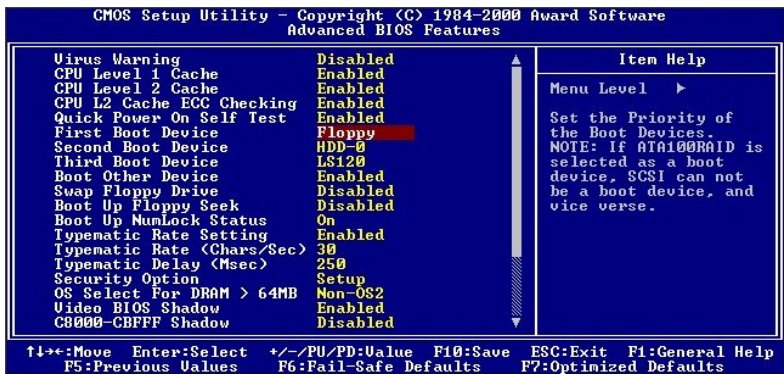 CMOS Setup Utility - Copyright (C) 1984-2000 Award Software
Advanced BIOS Features
Virus Warning Disabled
CPU Level 1 Cache Enabled
CPU Level 2 Cache Enabled
CPU L2 Cache ECC Checking Enabled
Quick Power On Self Test Enabled
First Boot Device Floppy
Second Boot Device HDD-0
Third Boot Device LS120
Boot Other Device Enabled
Swap Floppy Drive Disabled
Boot Up Floppy Seek Disabled
Boot Up NumLock Status On
Typematic Rate Setting Enabled
Typematic Rate (Chars/Sec) 30
Typematic Delay (Msec) 250
Security Option Setup
OS Select For DRAM > 64MB Non-OS2
Video BIOS Shadow Enabled
C8000-CBFFF Shadow Disabled
Item Help
Menu Level ▶
Set the Priority of
the Boot Devices.
NOTE: If ATA100RAID is
selected as a boot
device, SCSI can not
be a boot device, and
vice verse.
↑↓→←:Move Enter:Select +/-/PU/PD:Value F10:Save ESC:Exit F1:General Help
F5:Previous Values F6:Fail-Safe Defaults F7:Optimized Defaults